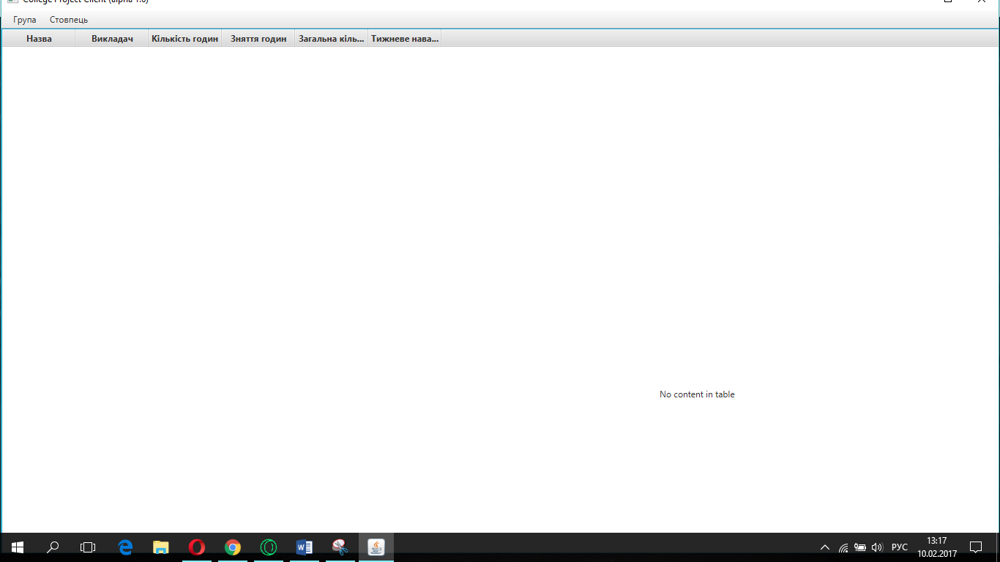 College Project Client (alpha 1.0)
Група Стовпець
Назва Викладач Кількість годин Зняття годин Загальна кіль... Тижневе нава...
No content in table
РУС
13:17
10.02.2017